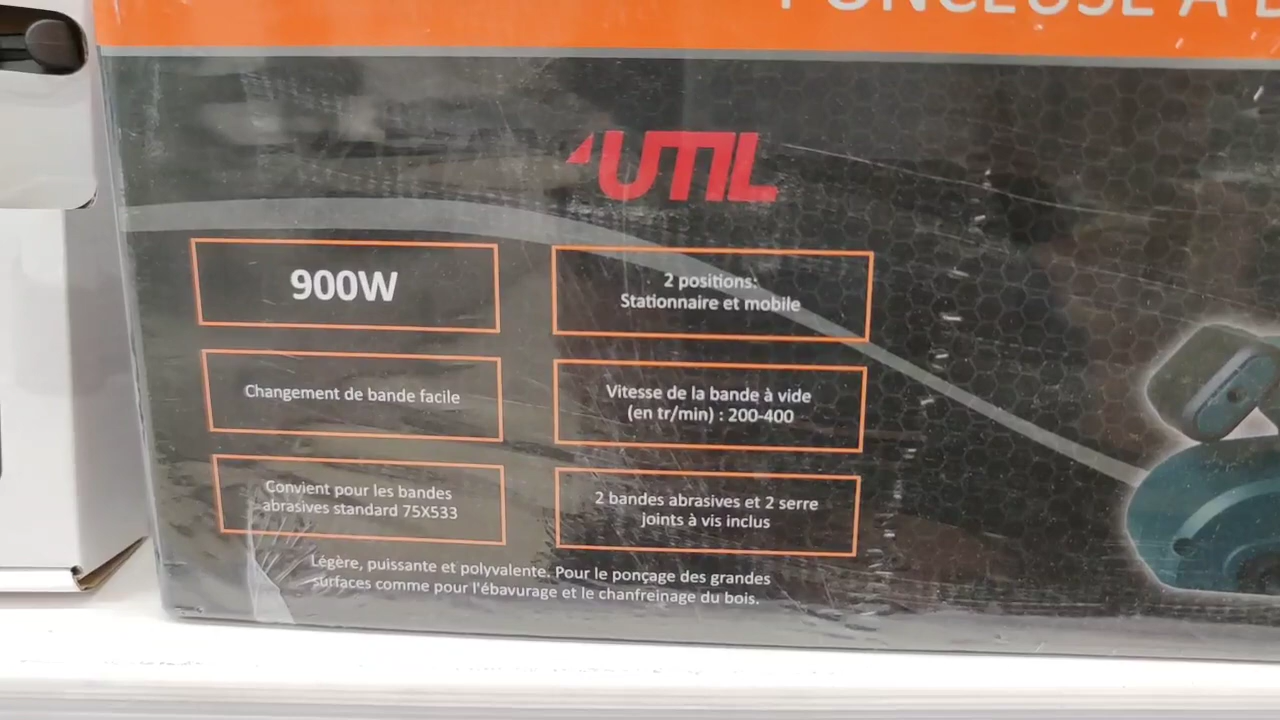 PONCEUSE À
UTIL
900W
2 positions:
Stationnaire et mobile
Changement de bande facile
Vitesse de la bande à vide
(en tr/min) : 200-400
Convient pour les bandes
abrasives standard 75X533
2 bandes abrasives et 2 serre
joints à vis inclus
Légère, puissante et polyvalente. Pour le ponçage des grandes
surfaces comme pour l'ébavurage et le chanfreinage du bois.